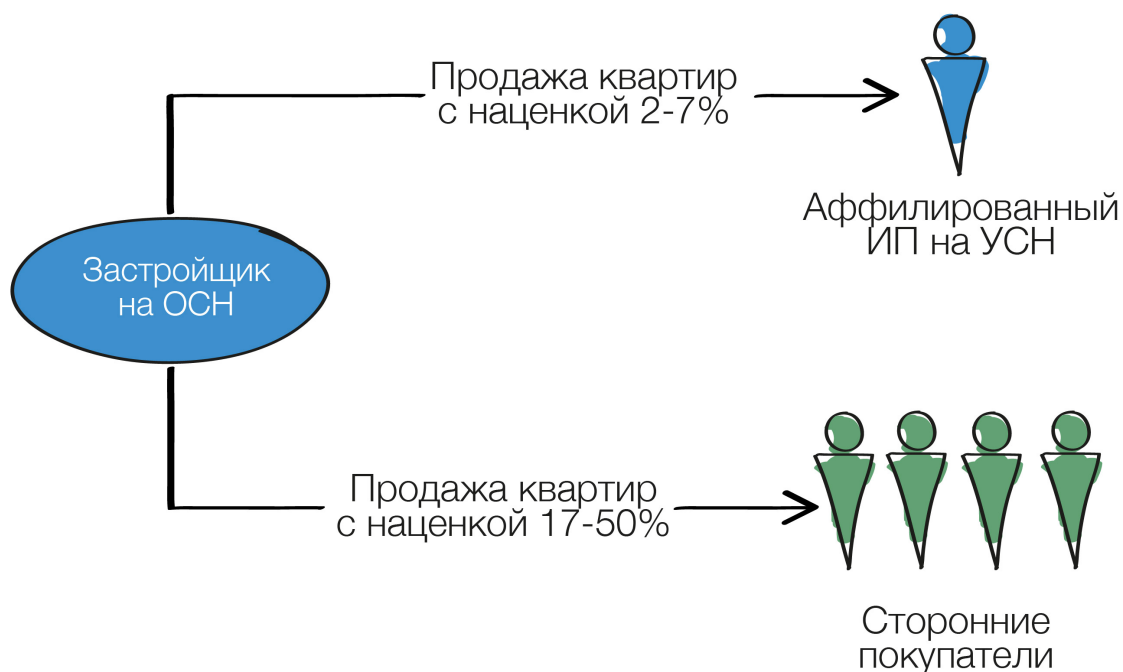 Продажа квартир
с наценкой 2-7%
Аффилированный
ИП на УСН
Застройщик
на ОСН
Продажа квартир
с наценкой 17-50%
Сторонние
покупатели